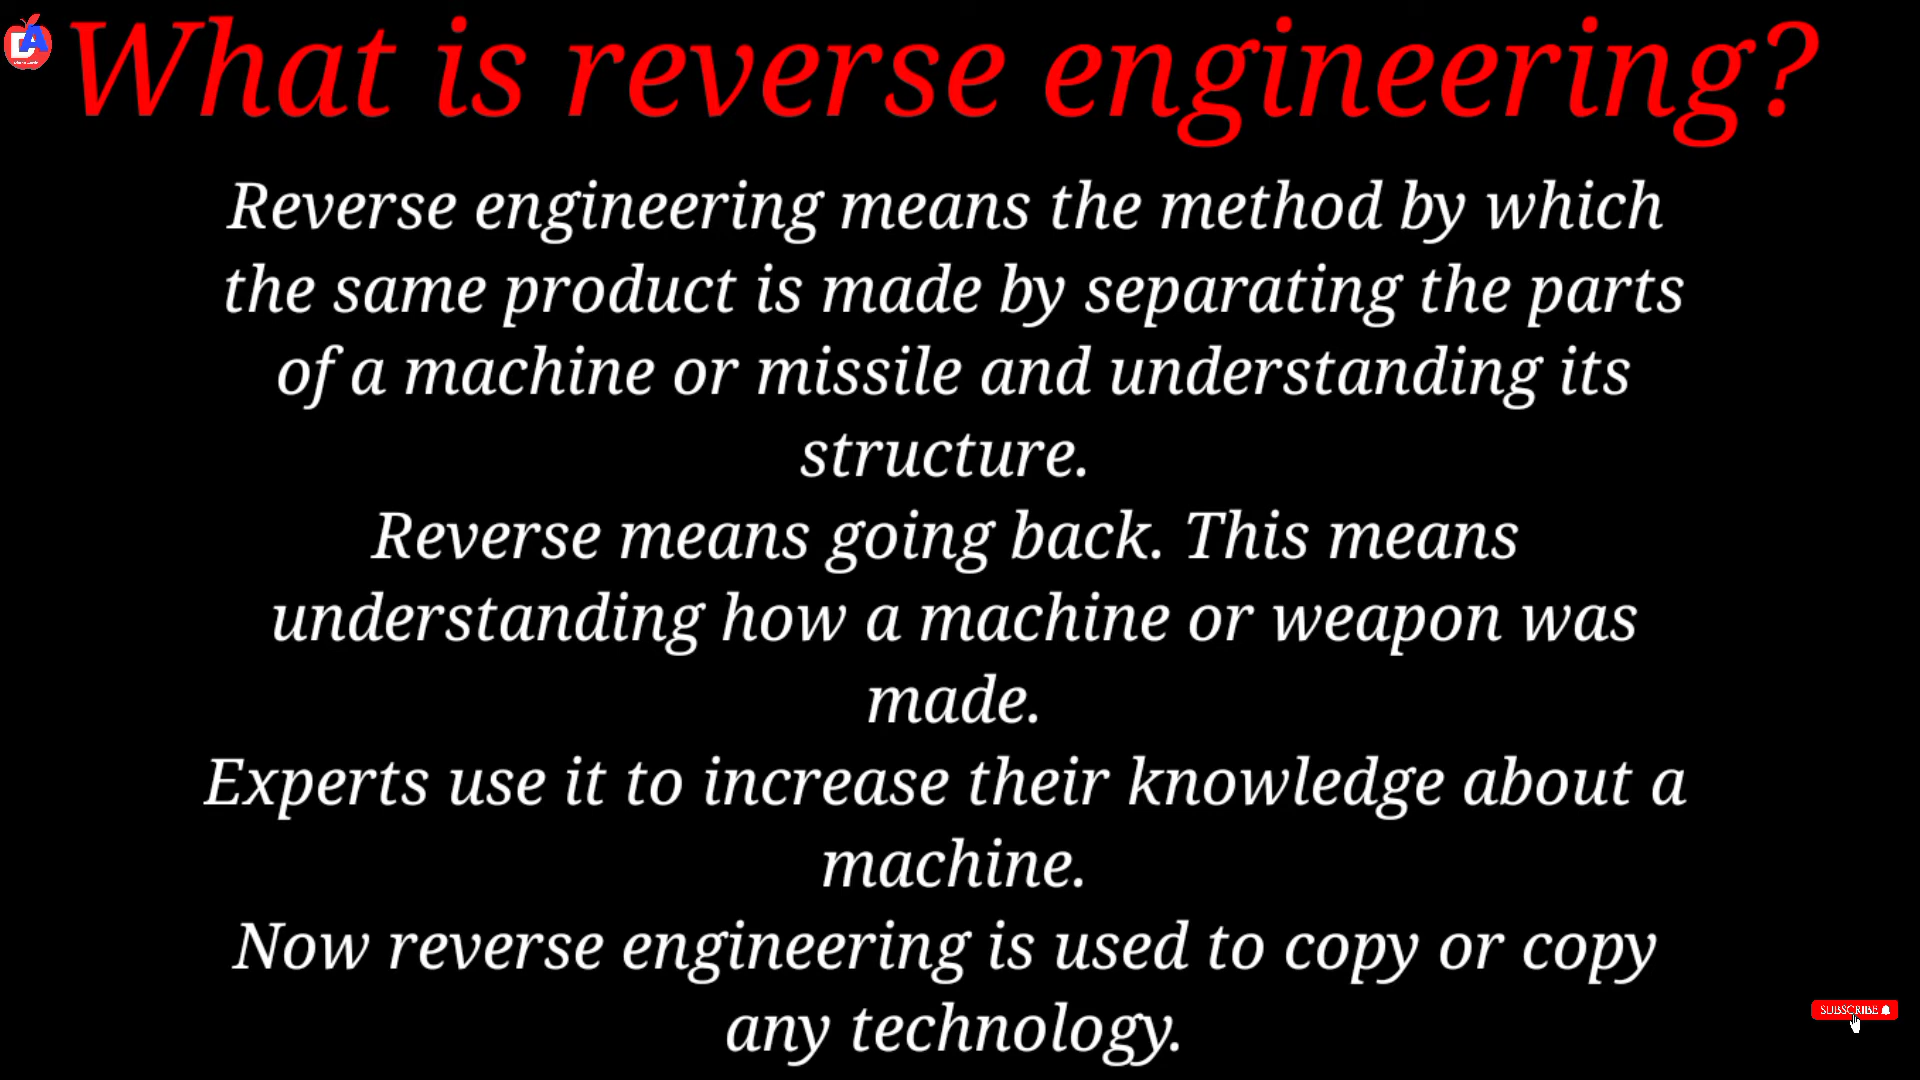 What is reverse engineering?
Reverse engineering means the method by which
the same product is made by separating the parts
of a machine or missile and understanding its
structure.
Reverse means going back. This means
understanding how a machine or weapon was
made.
Experts use it to increase their knowledge about a
machine.
Now reverse engineering is used to copy or copy
any technology.
DA
SUBSCRIBE